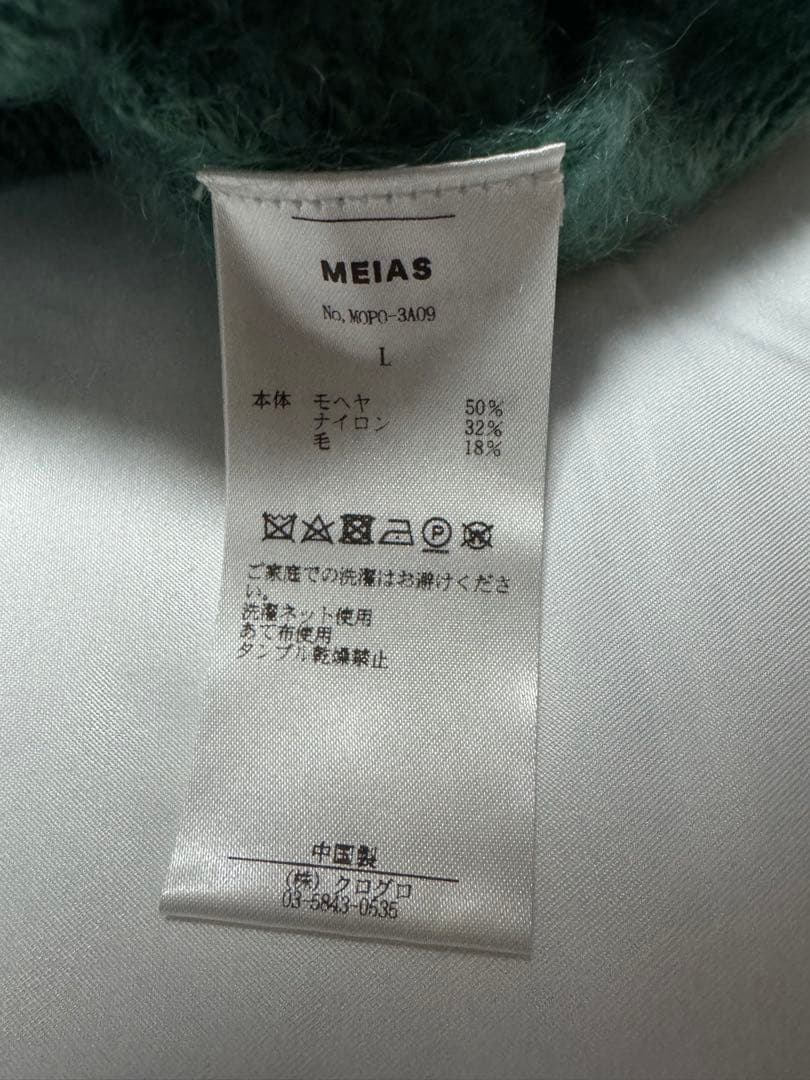 MEIAS
No,MOPO-3A09
L
本体 モヘヤ 50%
ナイロン 32%
毛 18%
P
W
ご家庭での洗濯はお避けくださ
い。
洗濯ネット使用
あて布使用
タンブル乾燥禁止
中国製
(株) クログロ
03-5843-0535